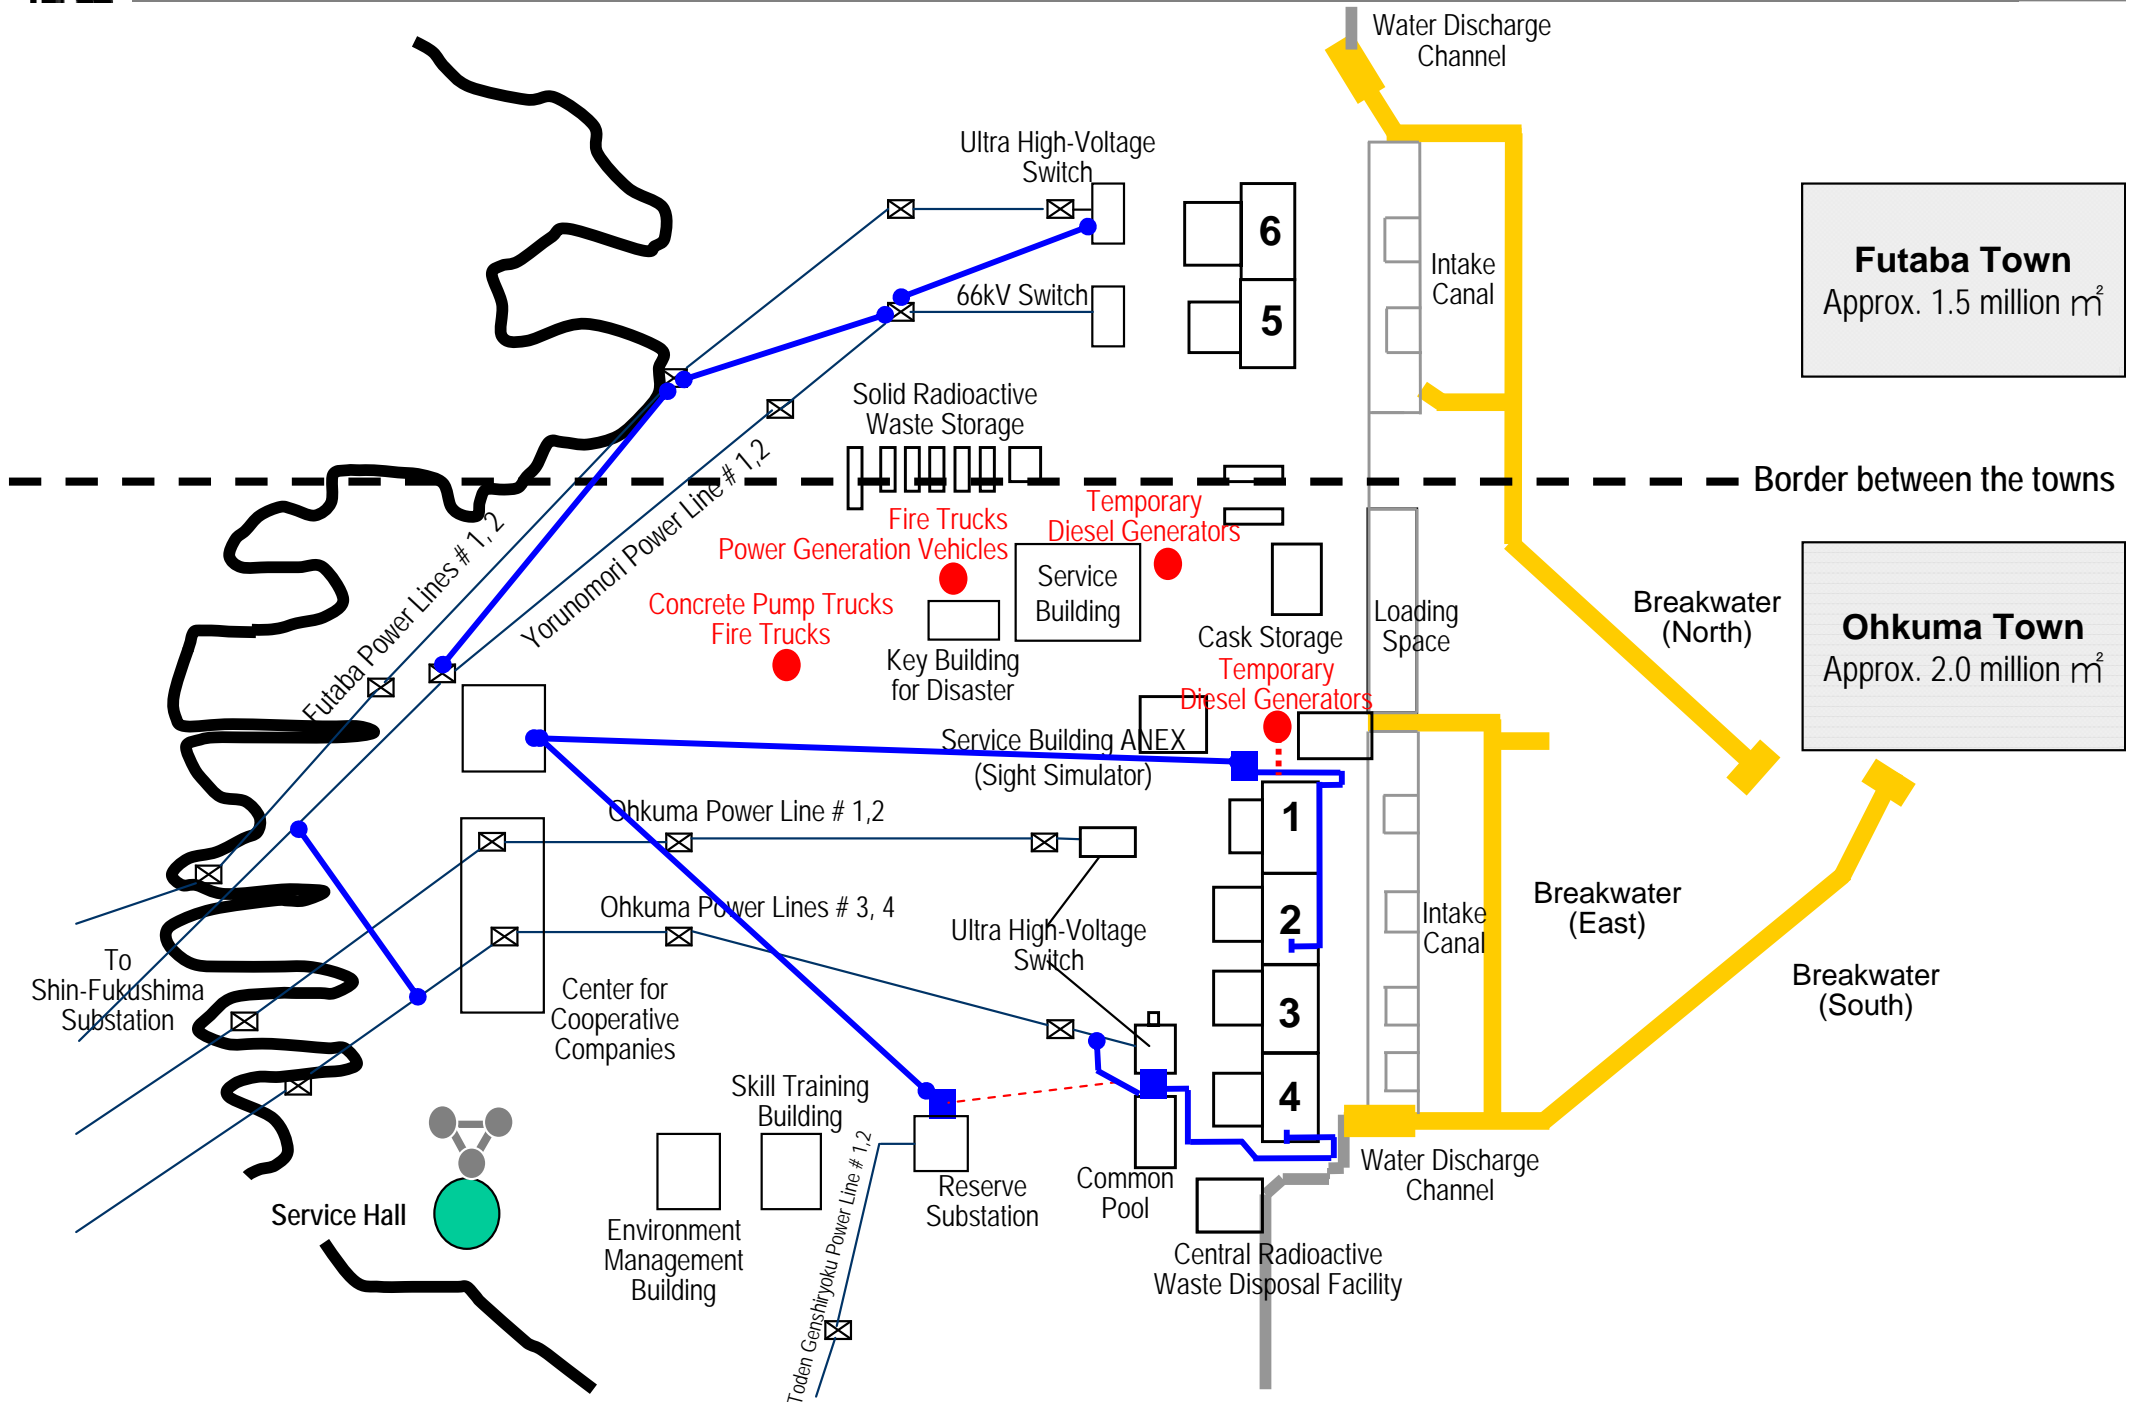 Water Discharge
Channel
Ultra High-Voltage
Switch
6
Intake
Canal
Futaba Town
Approx. 1.5 million ㎡
66kV Switch
5
Solid Radioactive
Waste Storage
Border between the towns
Futaba Power Lines # 1, 2
Yorunomori Power Line # 1,2
Fire Trucks
Power Generation Vehicles
Temporary
Diesel Generators
Service
Building
Concrete Pump Trucks
Fire Trucks
Key Building
for Disaster
Cask Storage
Temporary
Diesel Generators
Loading
Space
Breakwater
(North)
Ohkuma Town
Approx. 2.0 million ㎡
Service Building ANEX
(Sight Simulator)
Ohkuma Power Line # 1,2
1
Ohkuma Power Lines # 3, 4
2
Ultra High-Voltage
Switch
Intake
Canal
Breakwater
(East)
To
Shin-Fukushima
Substation
Center for
Cooperative
Companies
3
Breakwater
(South)
Skill Training
Building
4
Toden Genshiryoku Power Line # 1,2
Reserve
Substation
Common
Pool
Water Discharge
Channel
Service Hall
Environment
Management
Building
Central Radioactive
Waste Disposal Facility